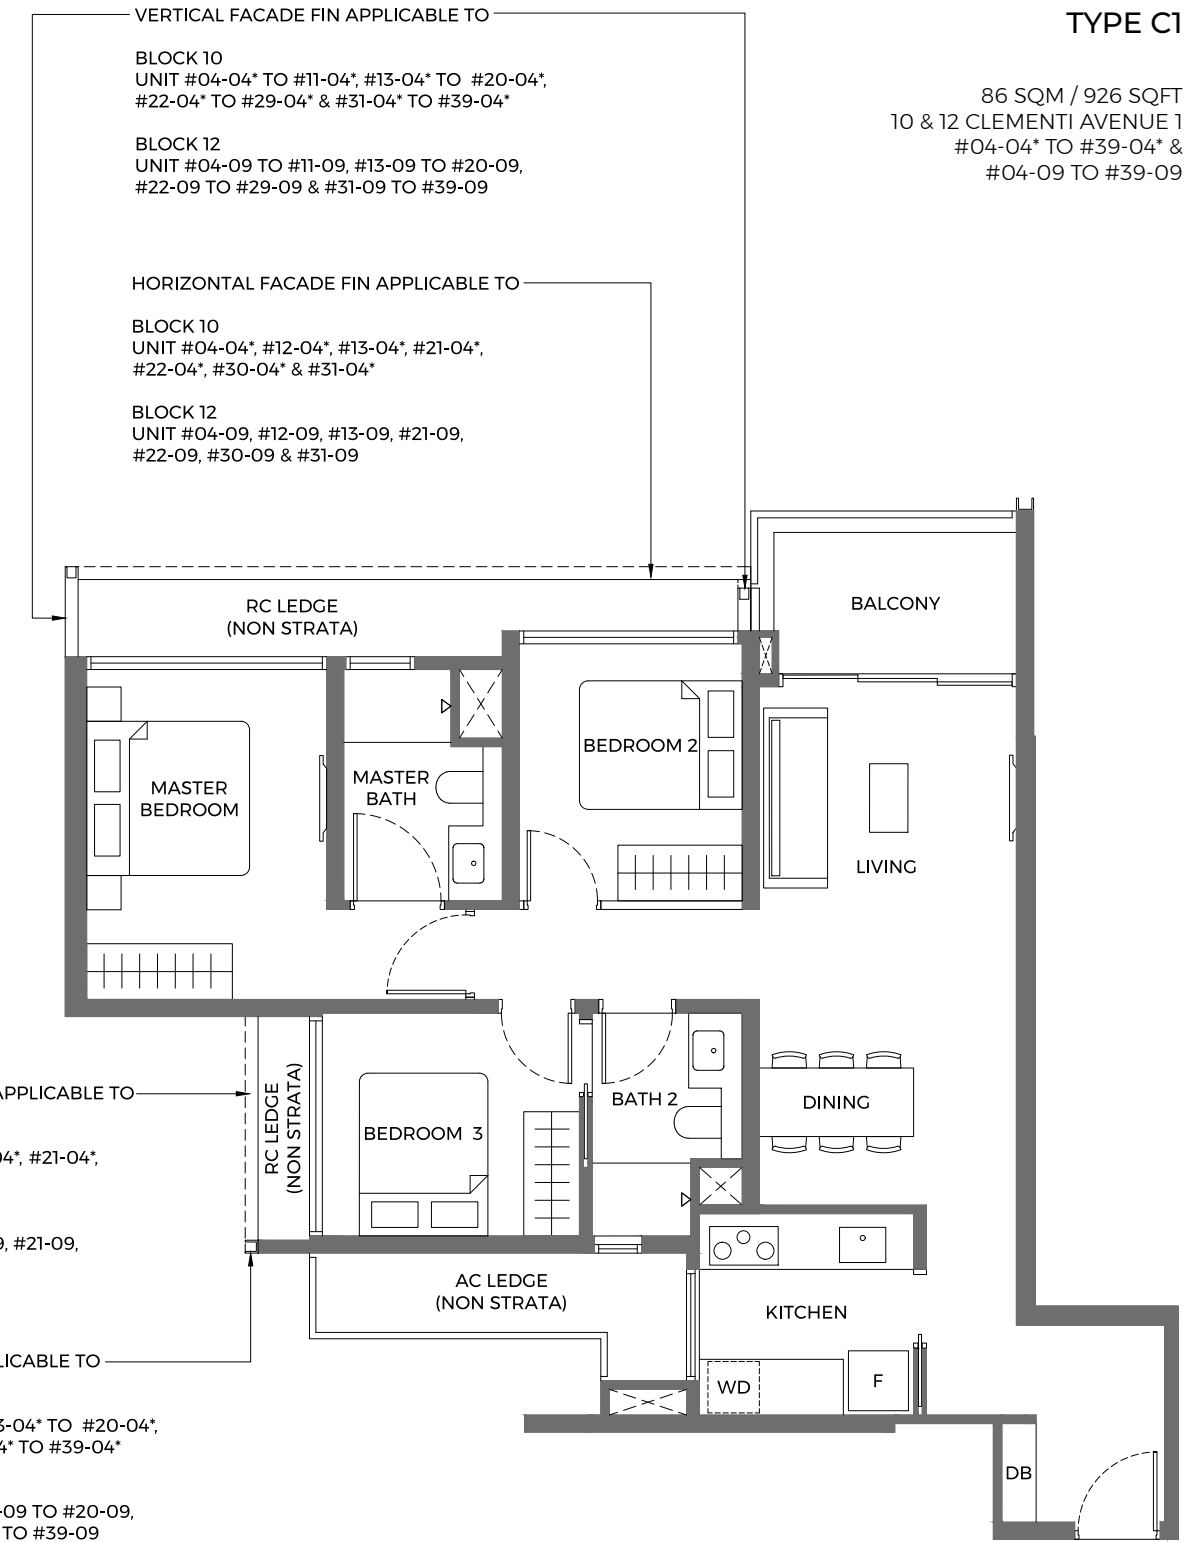 VERTICAL FACADE FIN APPLICABLE TO
BLOCK 10
UNIT #04-04* TO #11-04*, #13-04* TO #20-04*,
#22-04* TO #29-04* & #31-04* TO #39-04*
BLOCK 12
UNIT #04-09 TO #11-09, #13-09 TO #20-09,
#22-09 TO #29-09 & #31-09 TO #39-09
TYPE C1
86 SQM / 926 SQFT
10 & 12 CLEMENTI AVENUE 1
#04-04* TO #39-04* &
#04-09 TO #39-09
HORIZONTAL FACADE FIN APPLICABLE TO
BLOCK 10
UNIT #04-04*, #12-04*, #13-04*, #21-04*,
#22-04*, #30-04* & #31-04*
BLOCK 12
UNIT #04-09, #12-09, #13-09, #21-09,
#22-09, #30-09 & #31-09
RC LEDGE
(NON STRATA)
BALCONY
MASTER
BEDROOM
MASTER
BATH
BEDROOM 2
LIVING
APPLICABLE TO
04*, #21-04*,
9, #21-09,
RC LEDGE
(NON STRATA)
BEDROOM 3
BATH 2
DINING
AC LEDGE
(NON STRATA)
KITCHEN
LICABLE TO
3-04* TO #20-04*,
4* TO #39-04*
-09 TO #20-09,
TO #39-09
WD
F
DB